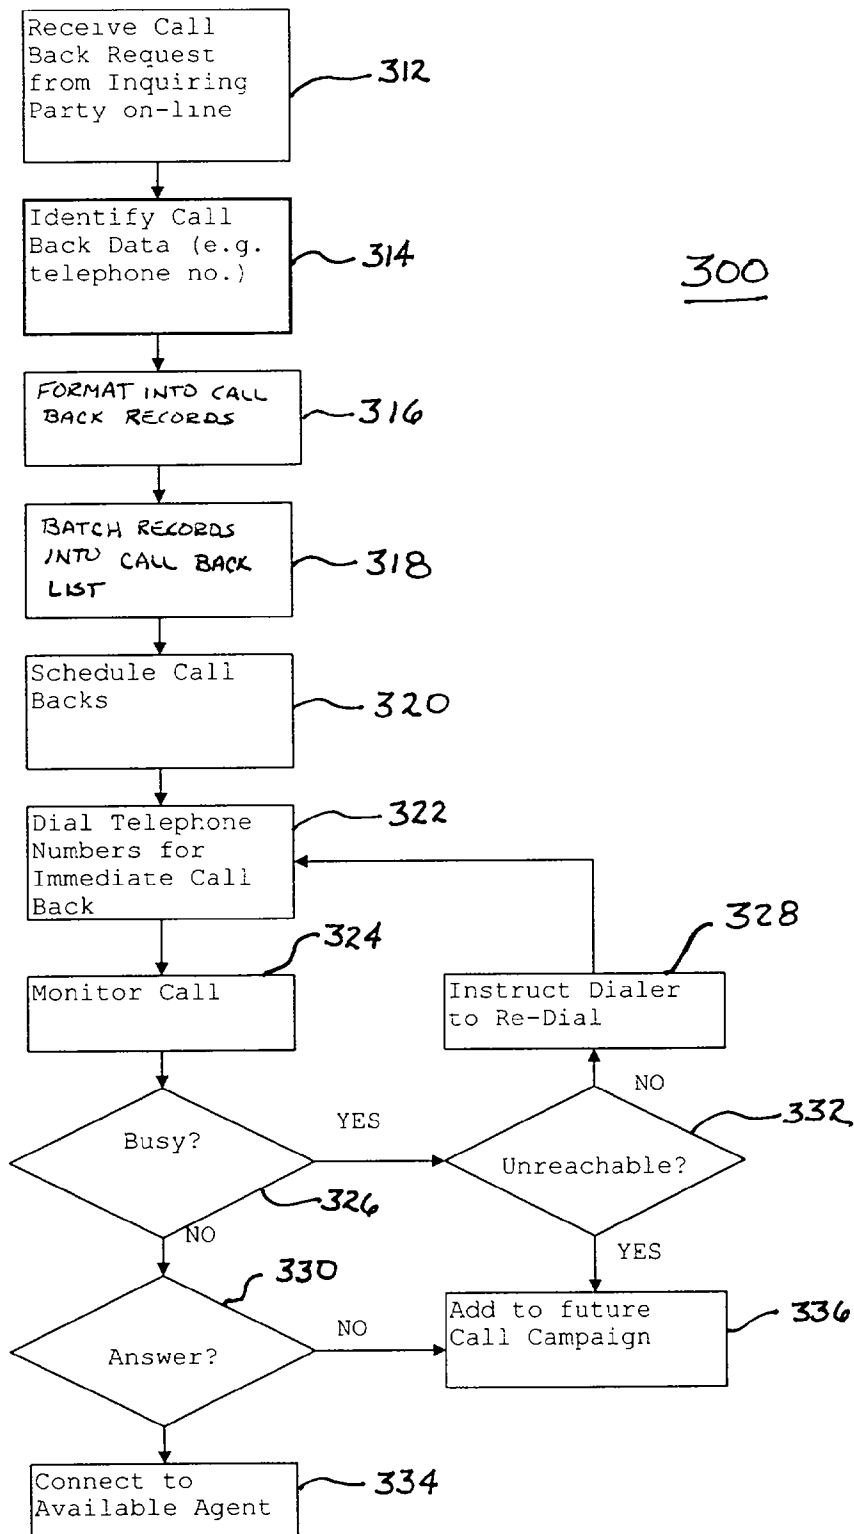 Receive Call
Back Request
from Inquiring
Party on-line
312
Identify Call
Back Data (e.g.
telephone no.)
314
300
FORMAT INTO CALL
BACK RECORDS
316
BATCH RECORDS
INTO CALL BACK
LIST
318
Schedule Call
Backs
320
Dial Telephone
Numbers for
Immediate Call
Back
322
324
Monitor Call
328
Instruct Dialer
to Re-Dial
NO
332
Busy?
YES
Unreachable?
326
NO
YES
330
Answer?
NO
Add to future
Call Campaign
336
Connect to
Available Agent
334